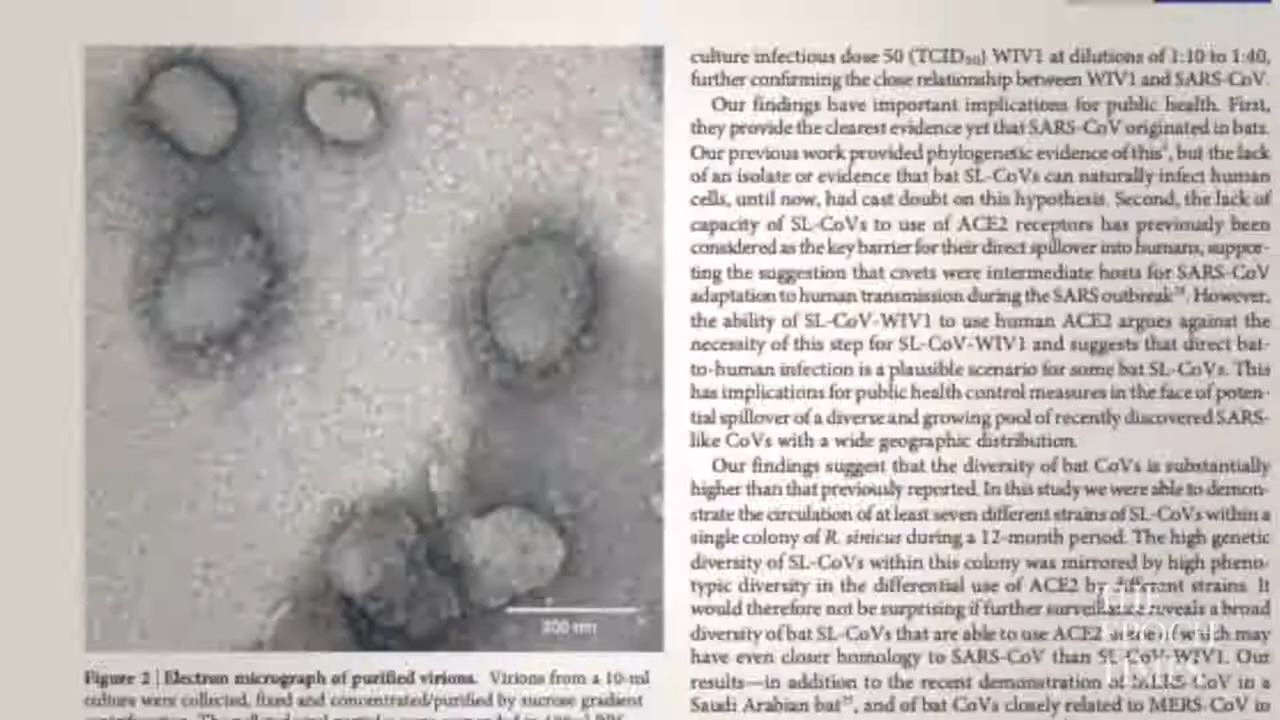 culture infectious dose 50 (TCID50) WIV1 at dilutions of 1:10 to 1:40,
further confirming the close relationship between WIV1 and SARS-CoV.
Our findings have important implications for public health. First,
they provide the clearest evidence yet that SARS-CoV originated in bats.
Our previous work provided phylogenetic evidence of this, but the lack
of an isolate or evidence that bat SL-CoVs can naturally infect human
cells, until now, had cast doubt on this hypothesis. Second, the lack of
capacity of SL-CoVs to use of ACE2 receptors has previously been
considered as the key barrier for their direct spillover into humans, suppor-
ting the suggestion that civets were intermediate hosts for SARS-CoV
adaptation to human transmission during the SARS outbreak. However,
the ability of SL-CoV-WIV1 to use human ACE2 argues against the
necessity of this step for SL-CoV-WIV1 and suggests that direct bat-
to-human infection is a plausible scenario for some bat SL-CoVs. This
has implications for public health control measures in the face of poten-
tial spillover of a diverse and growing pool of recently discovered SARS-
like CoVs with a wide geographic distribution.
Our findings suggest that the diversity of bat CoVs is substantially
higher than that previously reported. In this study we were able to demon-
strate the circulation of at least seven different strains of SL-CoVs within a
single colony of R. sinicus during a 12-month period. The high genetic
diversity of SL-CoVs within this colony was mirrored by high pheno-
typic diversity in the differential use of ACE2 by different strains. It
would therefore not be surprising if further surveillance reveals a broad
diversity of bat SL-CoVs that are able to use ACE2 which may
have even closer homology to SARS-CoV than SL-CoV-WIV1. Our
results—in addition to the recent demonstration of MERS-CoV in a
Saudi Arabian bat, and of bat CoVs closely related to MERS-CoV in
200 nm
Figure 2 | Electron micrograph of purified virions. Virions from a 10-ml
culture were collected, fixed and concentrated/purified by sucrose gradient
THE
EPOCH
TIMES